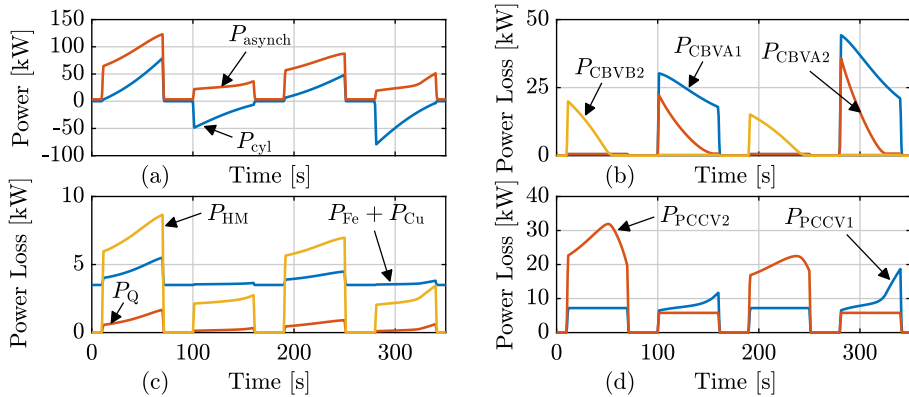 Power [kW]
150
100
50
0
-50
-100
P_asynch
P_cyl
(a)
Time [s]
Power Loss [kW]
50
25
0
P_CBVB2
P_CBVA1
P_CBVA2
(b)
Time [s]
Power Loss [kW]
10
5
0
P_HM
P_Fe + P_Cu
P_Q
0
100
200
300
(c)
Time [s]
Power Loss [kW]
40
30
20
10
0
P_PCCV2
P_PCCV1
0
100
200
300
(d)
Time [s]